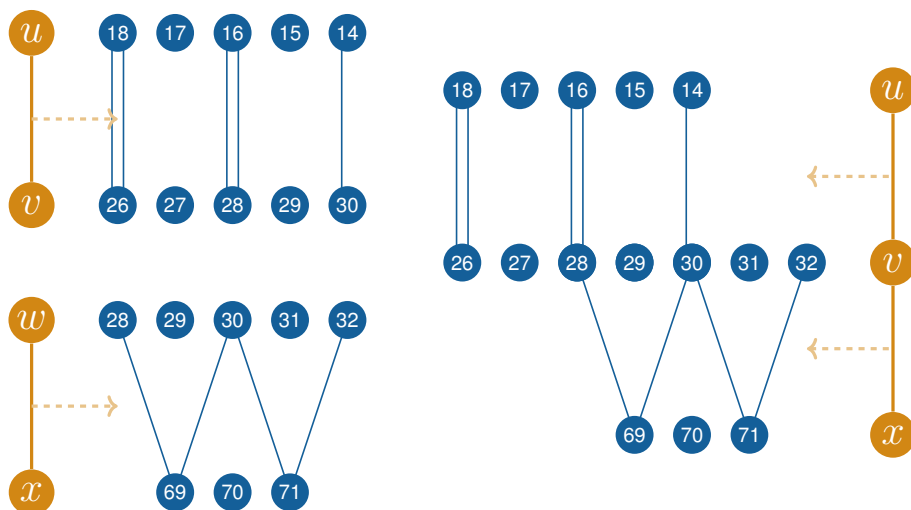 u 18 17 16 15 14
v 26 27 28 29 30
w 28 29 30 31 32
x 69 70 71
18 17 16 15 14 u
26 27 28 29 30 31 32 v
69 70 71 x